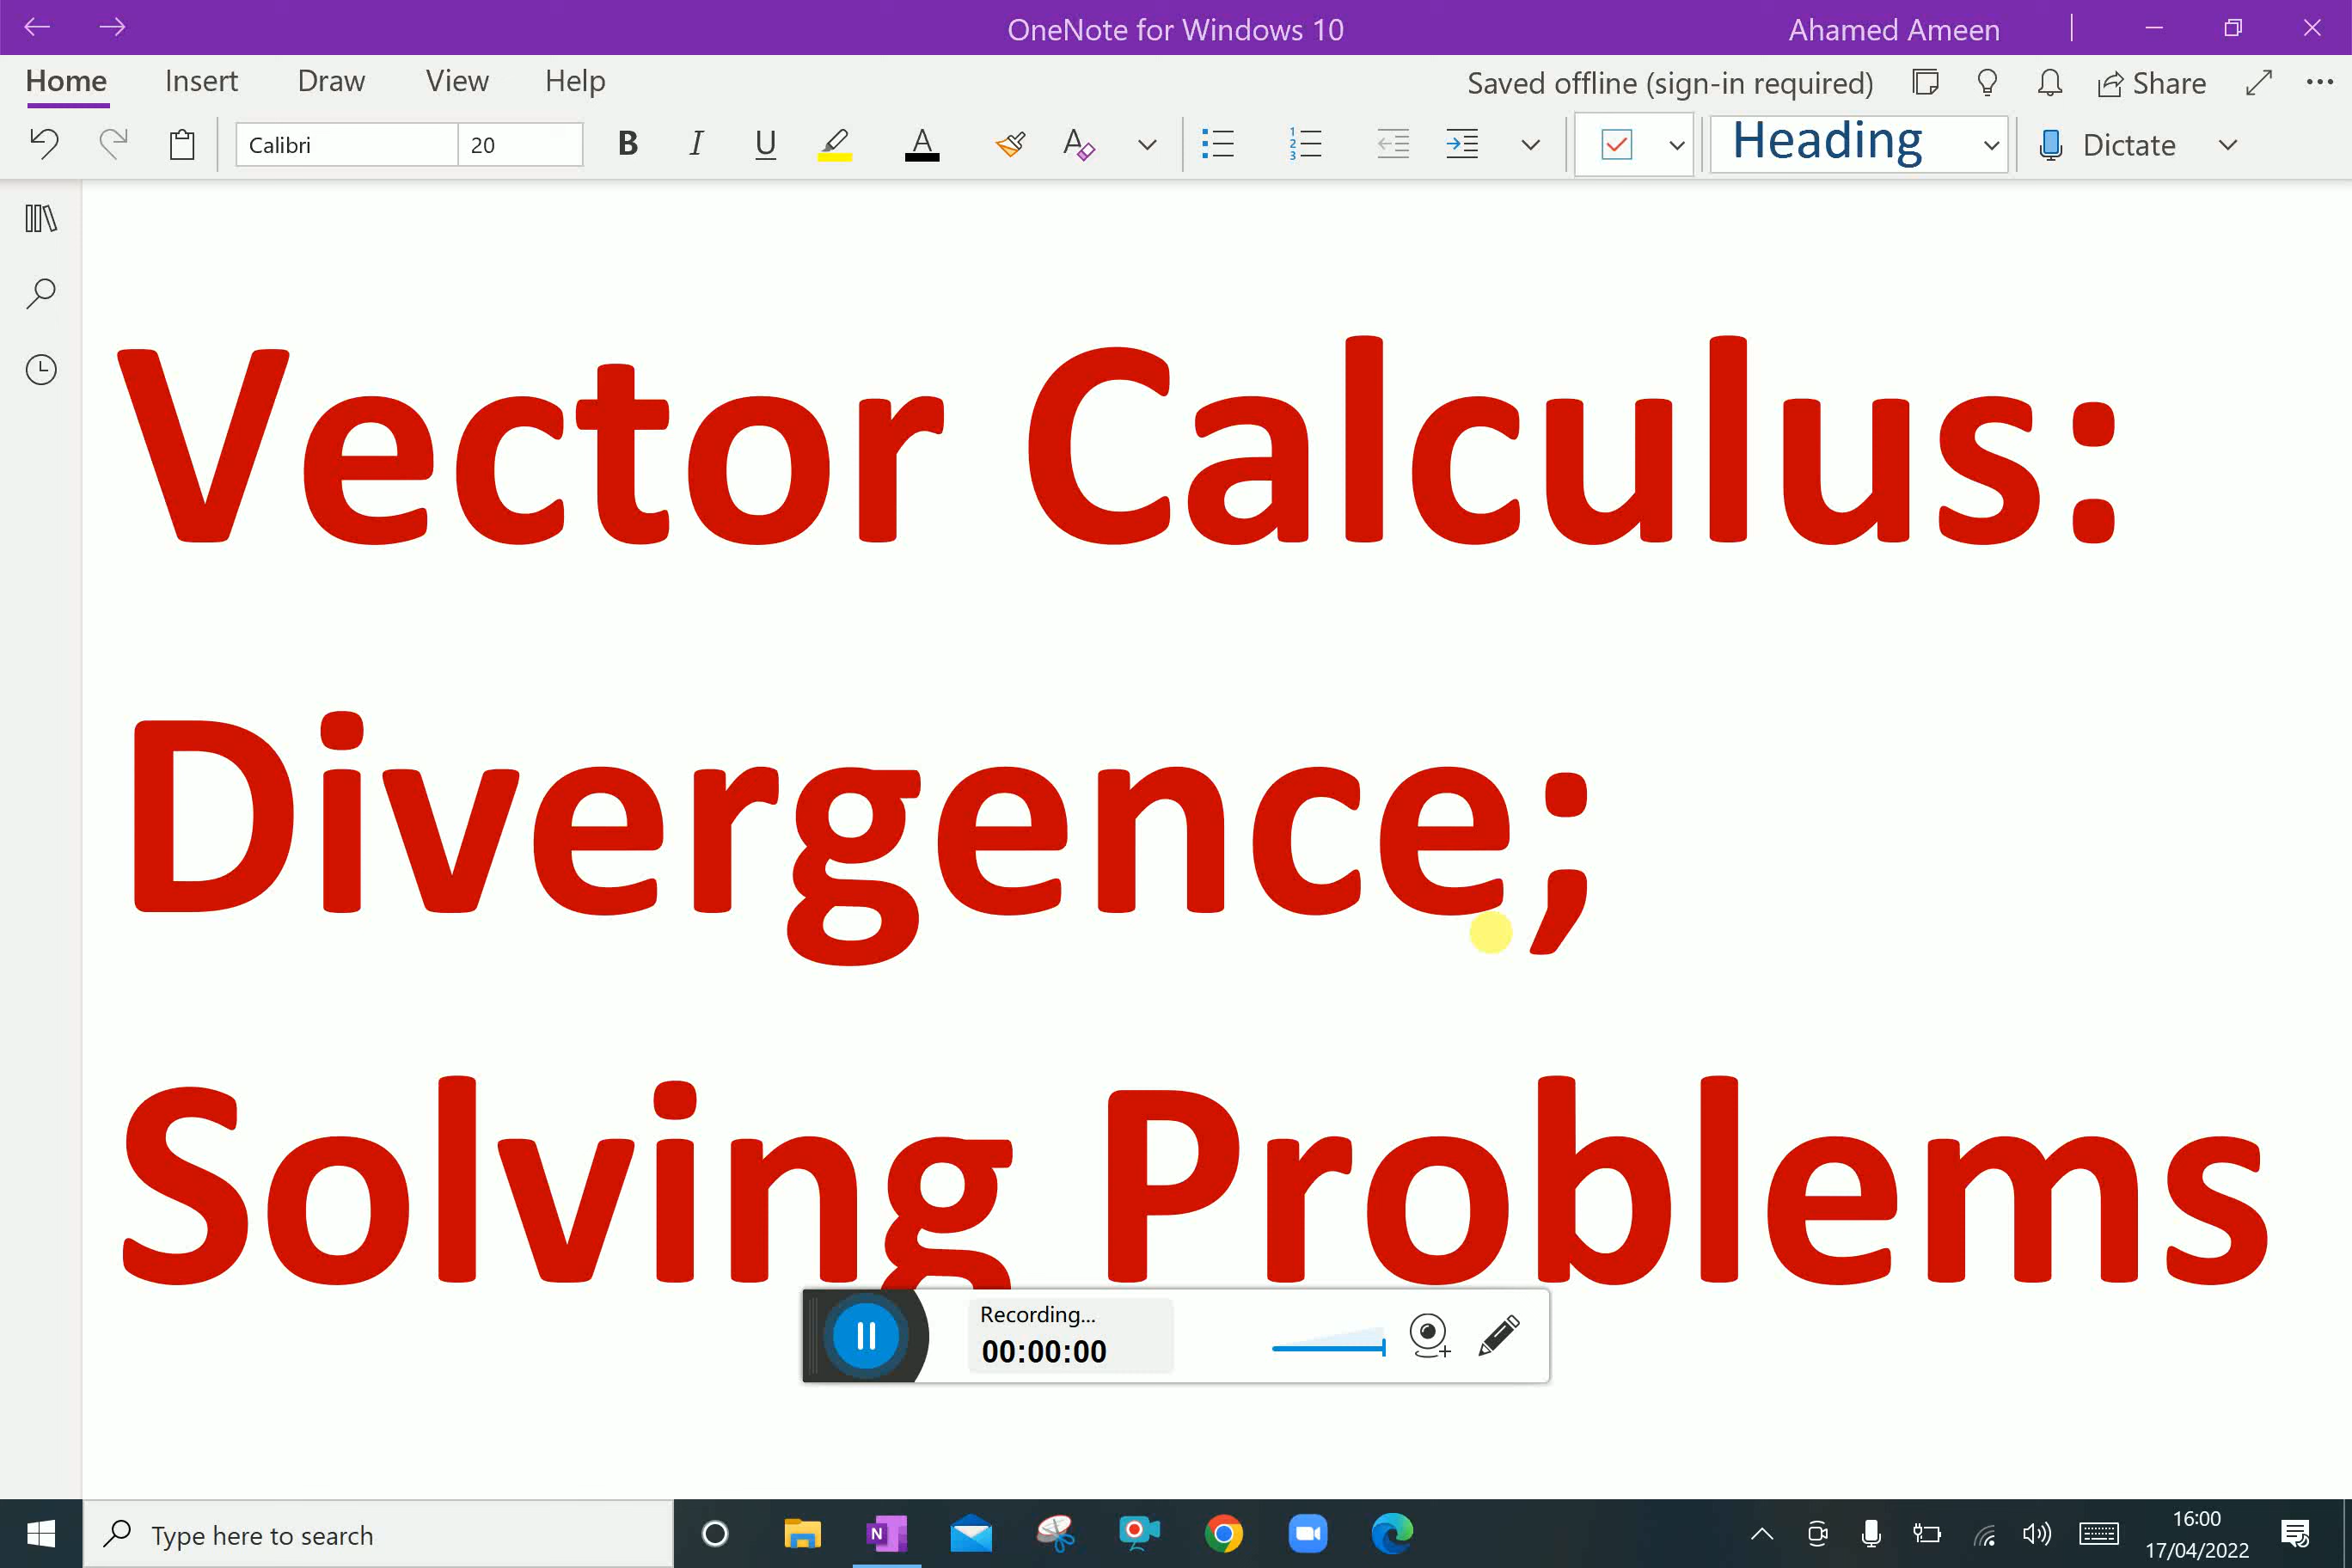 OneNote for Windows 10
Ahamed Ameen
Home Insert Draw View Help
Saved offline (sign-in required)
Share
Calibri 20
B I U A A
Heading
Dictate
Vector Calculus:
Divergence;
Solving Problems
Recording...
00:00:00
Type here to search
N
16:00
17/04/2022